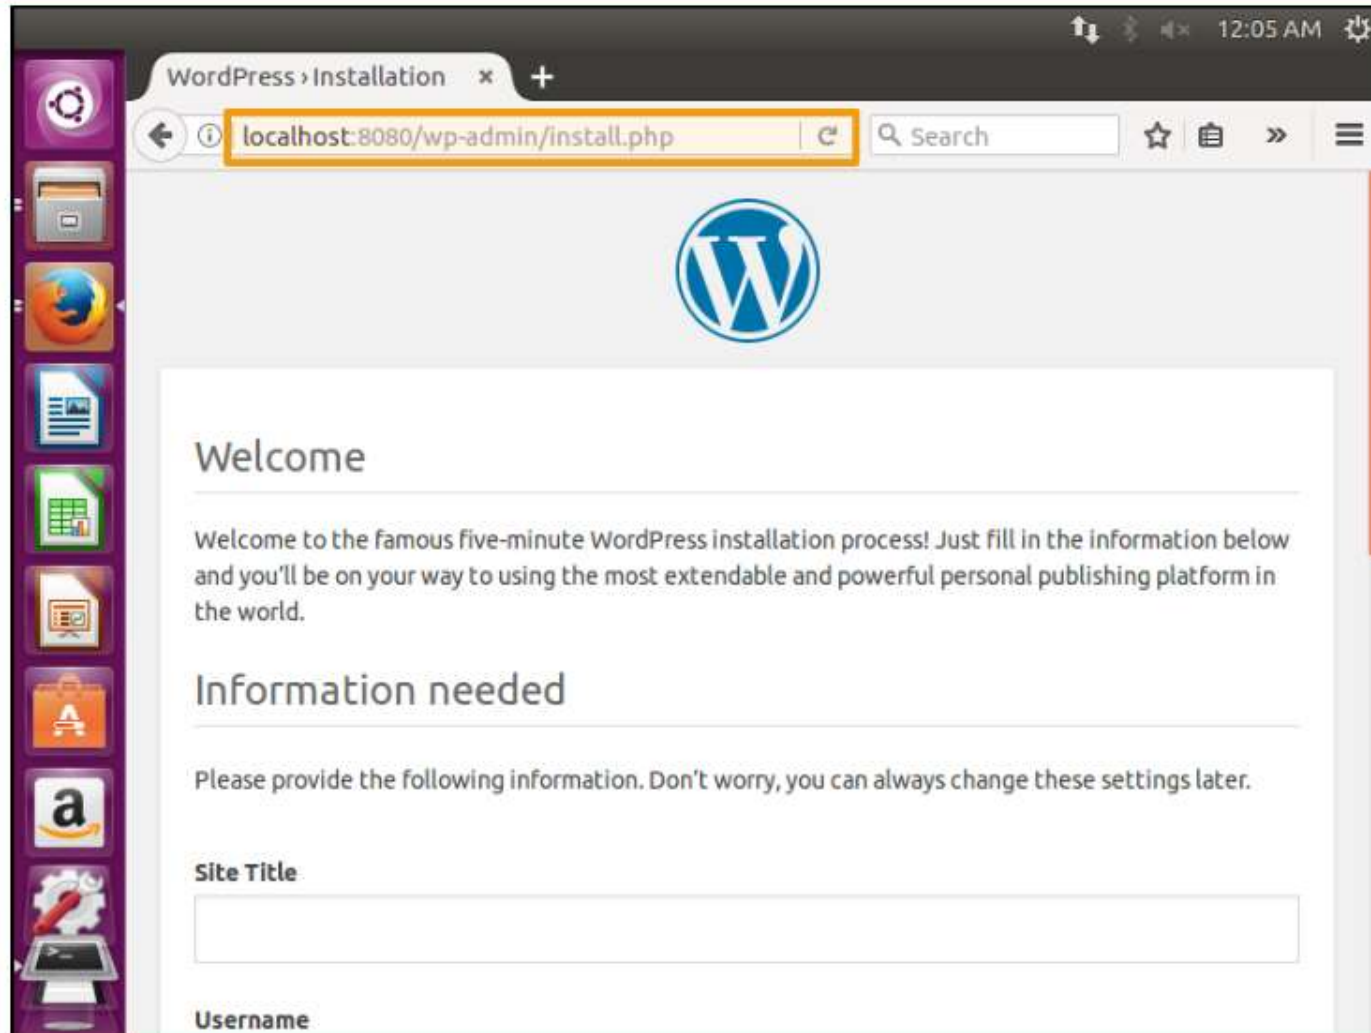 12:05 AM
WordPress › Installation
localhost:8080/wp-admin/install.php
Search
Welcome
Welcome to the famous five-minute WordPress installation process! Just fill in the information below
and you'll be on your way to using the most extendable and powerful personal publishing platform in
the world.
Information needed
Please provide the following information. Don't worry, you can always change these settings later.
Site Title
Username